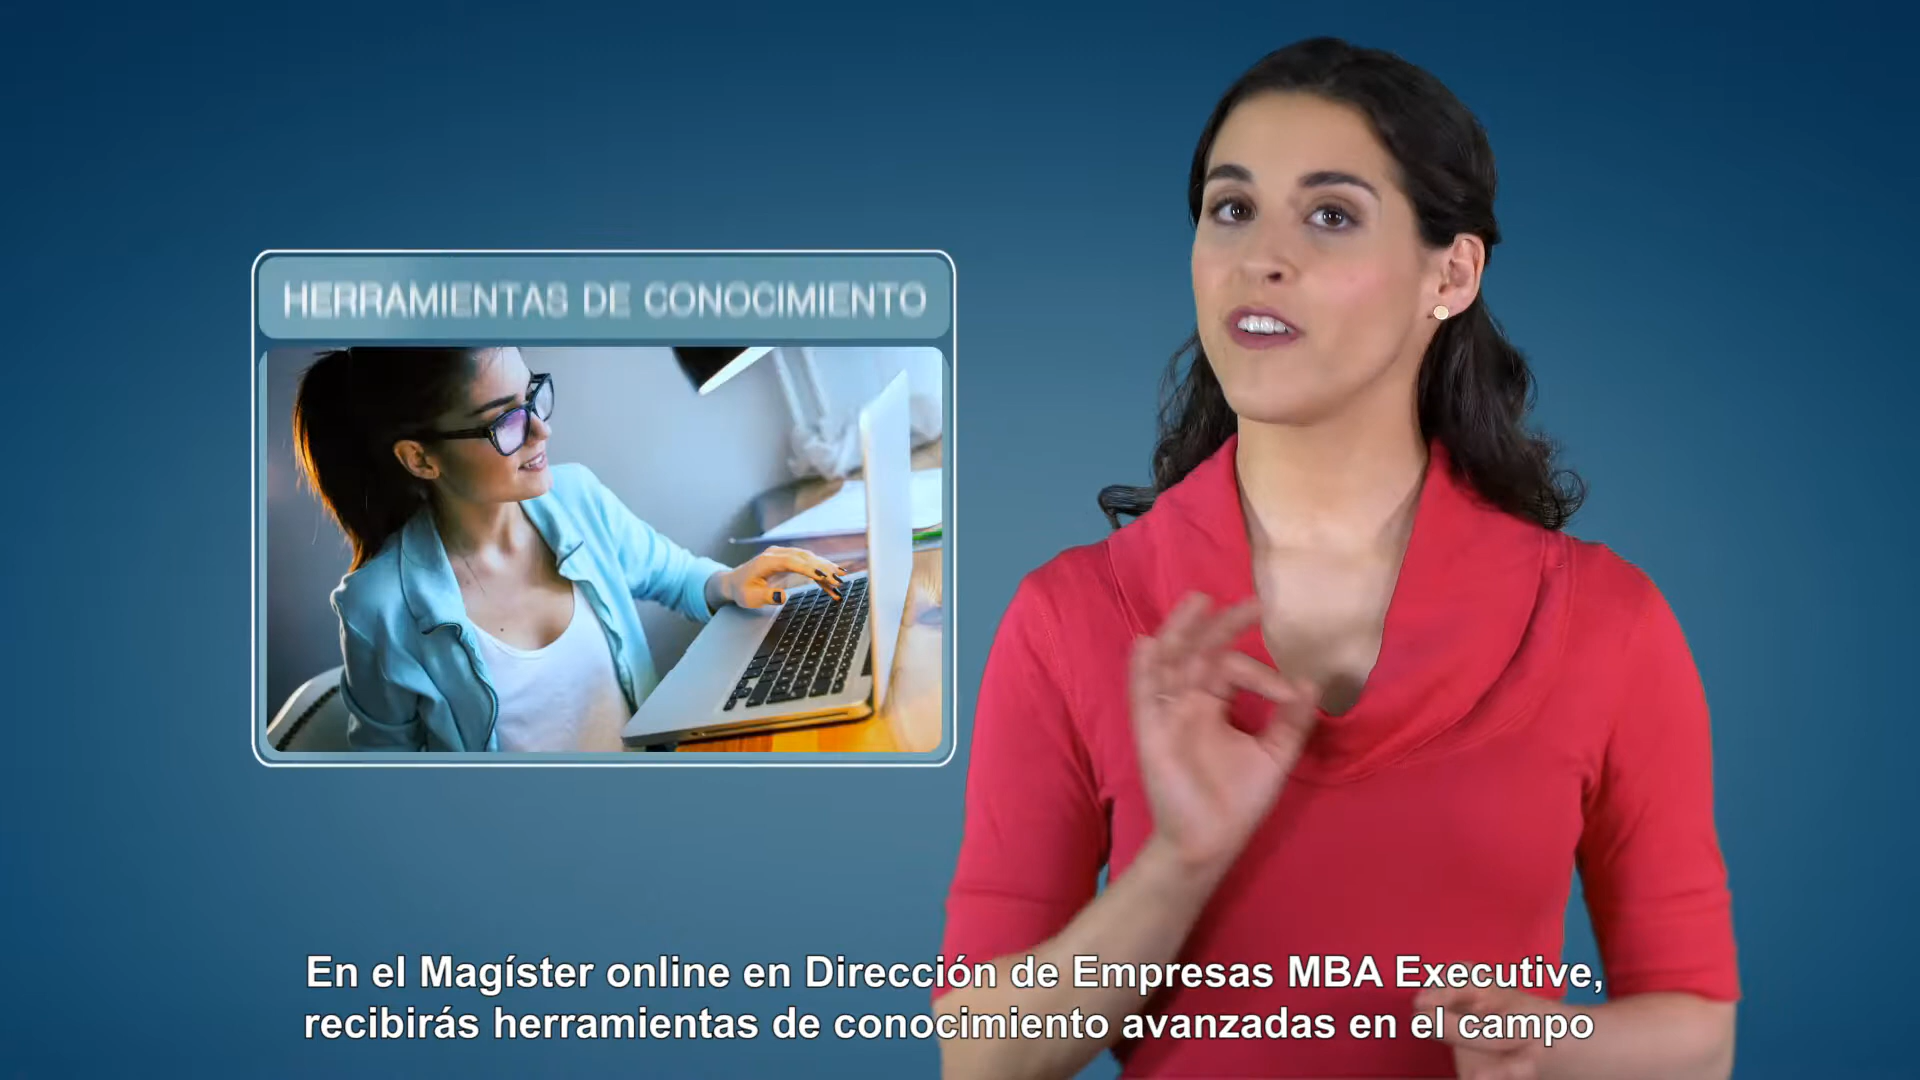 HERRAMIENTAS DE CONOCIMIENTO
En el Magíster online en Dirección de Empresas MBA Executive,
recibirás herramientas de conocimiento avanzadas en el campo